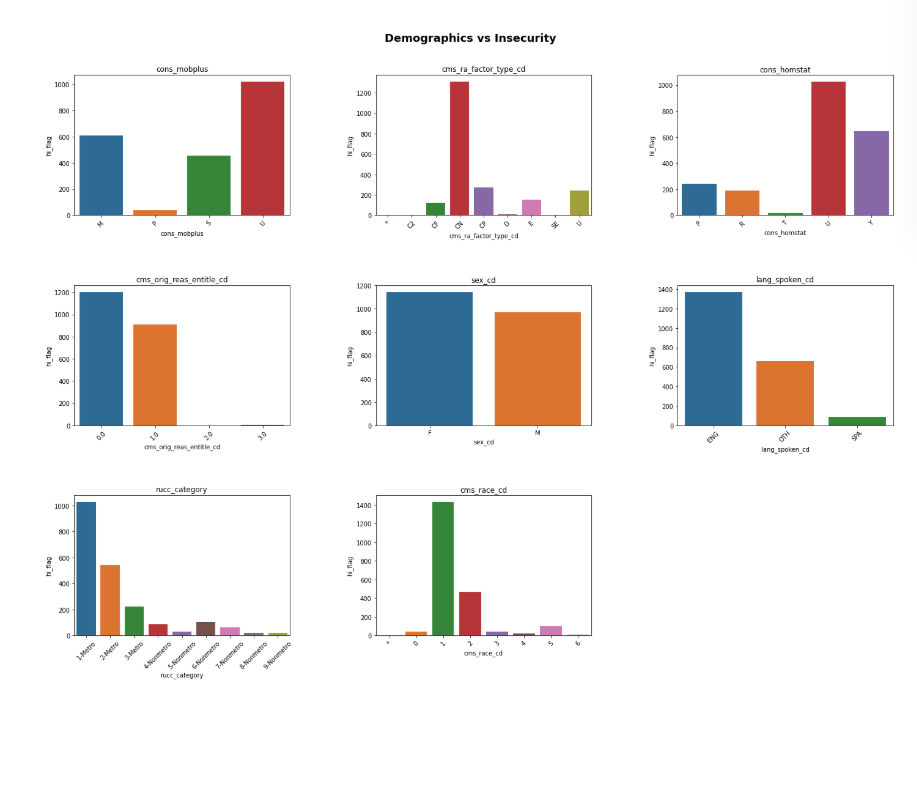 Demographics vs Insecurity
cons_mobplus
1000
800
600
400
200
0
hi_flag
M
P
S
U
cons_mobplus
cms_ra_factor_type_cd
1200
1000
800
600
400
200
0
hi_flag
*
C2
CF
CN
CP
D
E
SE
U
cms_ra_factor_type_cd
cons_homstat
1000
800
600
400
200
0
hi_flag
P
R
T
U
Y
cons_homstat
cms_orig_reas_entitle_cd
1200
1000
800
600
400
200
0
hi_flag
0.0
1.0
2.0
3.0
cms_orig_reas_entitle_cd
sex_cd
1200
1000
800
600
400
200
0
hi_flag
F
M
sex_cd
lang_spoken_cd
1400
1200
1000
800
600
400
200
0
hi_flag
ENG
OTH
SPA
lang_spoken_cd
rucc_category
1000
800
600
400
200
0
hi_flag
1-Metro
2-Metro
3-Metro
4-Nonmetro
5-Nonmetro
6-Nonmetro
7-Nonmetro
8-Nonmetro
9-Nonmetro
rucc_category
cms_race_cd
1400
1200
1000
800
600
400
200
0
hi_flag
*
0
1
2
3
4
5
6
cms_race_cd